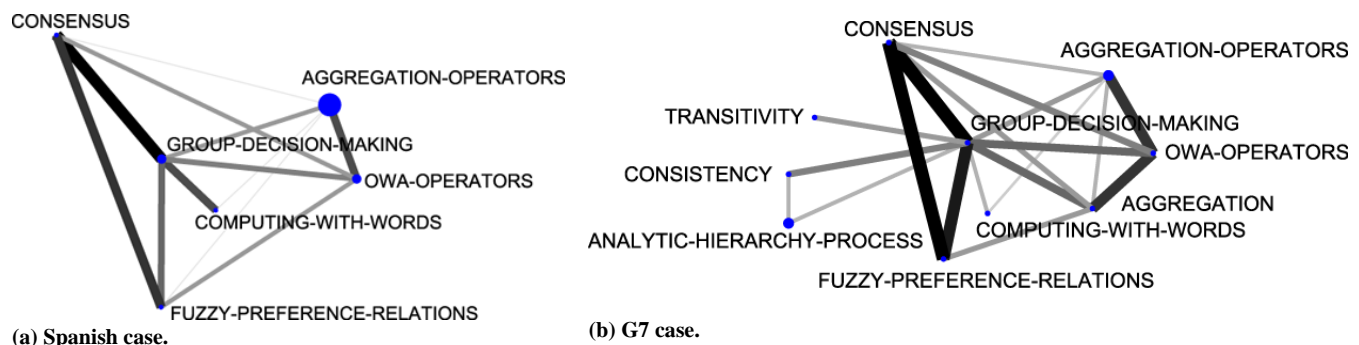 CONSENSUS
AGGREGATION-OPERATORS
GROUP-DECISION-MAKING
OWA-OPERATORS
COMPUTING-WITH-WORDS
FUZZY-PREFERENCE-RELATIONS
(a) Spanish case.
CONSENSUS
AGGREGATION-OPERATORS
TRANSITIVITY
GROUP-DECISION-MAKING
OWA-OPERATORS
CONSISTENCY
AGGREGATION
COMPUTING-WITH-WORDS
ANALYTIC-HIERARCHY-PROCESS
FUZZY-PREFERENCE-RELATIONS
(b) G7 case.